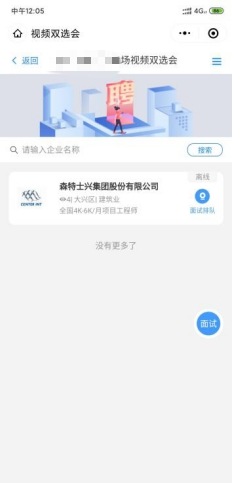 中午12:05
4G
视频双选会
返回
场视频双选会
聘
请输入企业名称
搜索
森特士兴集团股份有限公司
离线
4| 大兴区| 建筑业
全国4K-6K/月项目工程师
面试排队
CENTER INT
没有更多了
面试